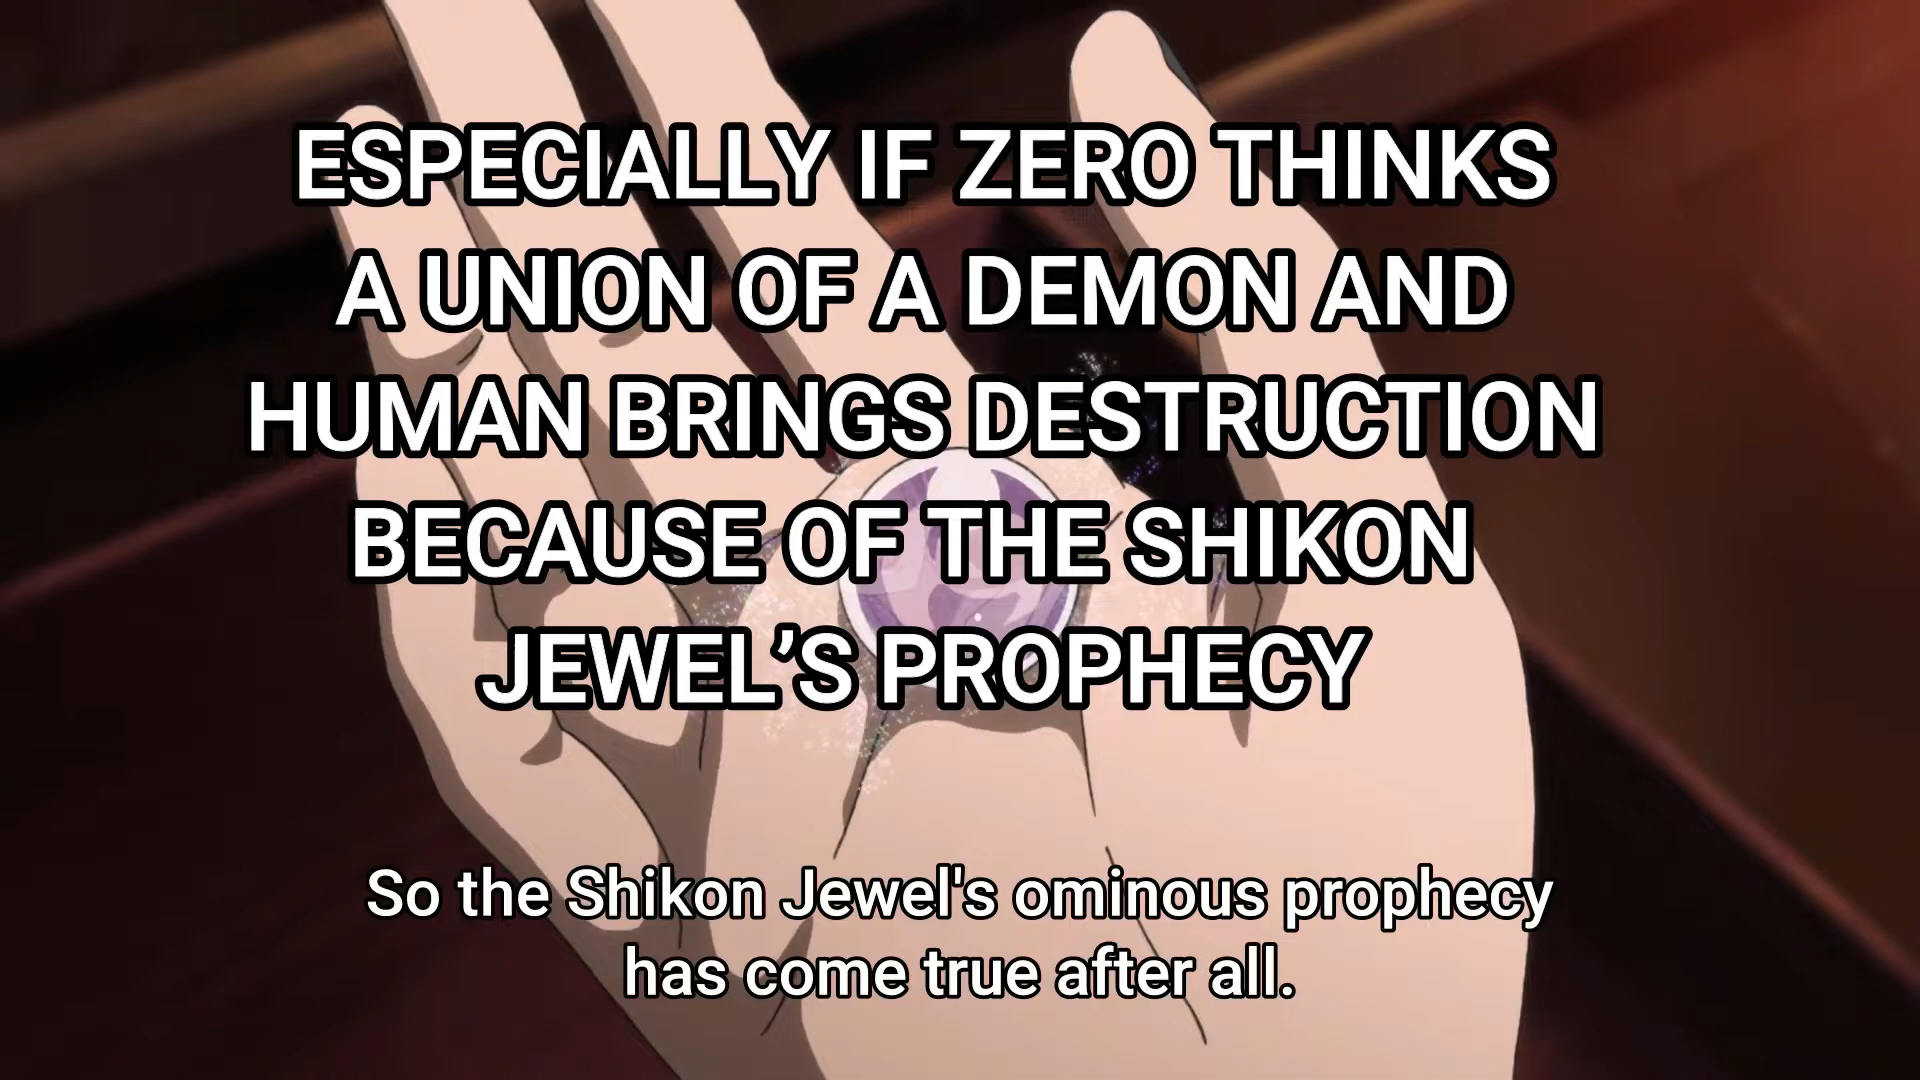 ESPECIALLY IF ZERO THINKS
A UNION OF A DEMON AND
HUMAN BRINGS DESTRUCTION
BECAUSE OF THE SHIKON
JEWEL’S PROPHECY
So the Shikon Jewel's ominous prophecy
has come true after all.